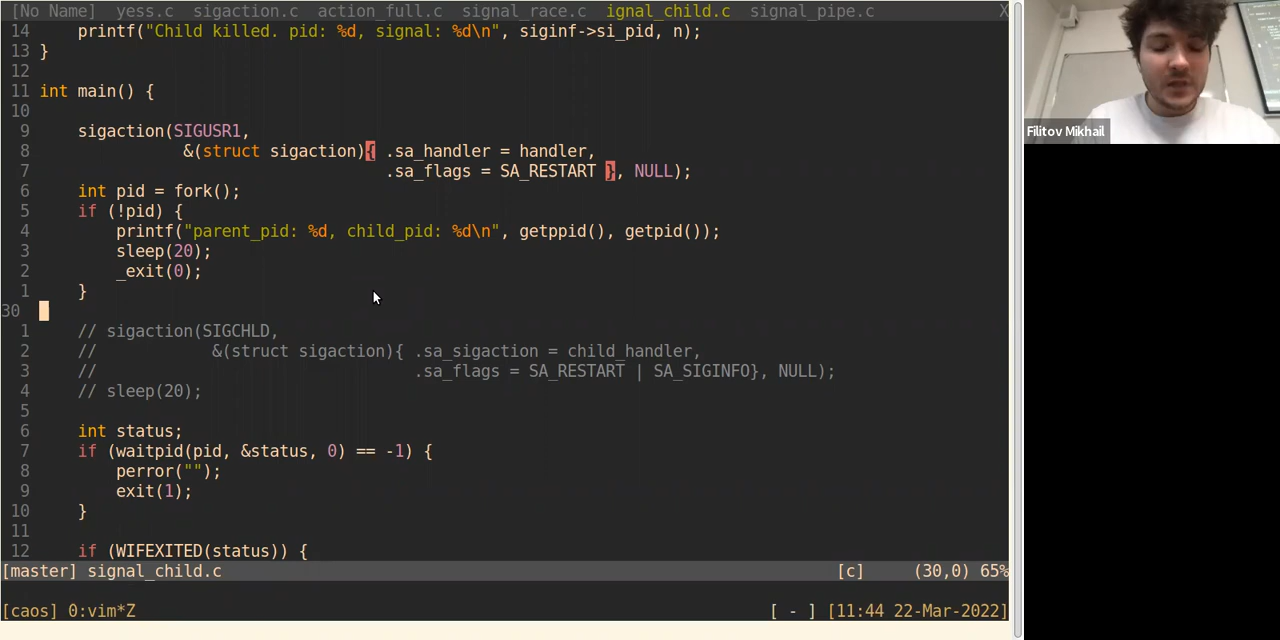 [No Name] yess.c sigaction.c action_full.c signal_race.c ignal_child.c signal_pipe.c X
14 printf("Child killed. pid: %d, signal: %d\n", siginf->si_pid, n);
13 }
12
11 int main() {
10
9 sigaction(SIGUSR1,
8 &(struct sigaction){ .sa_handler = handler,
7 .sa_flags = SA_RESTART }, NULL);
6 int pid = fork();
5 if (!pid) {
4 printf("parent_pid: %d, child_pid: %d\n", getppid(), getpid());
3 sleep(20);
2 _exit(0);
1 }
30
1 // sigaction(SIGCHLD,
2 // &(struct sigaction){ .sa_sigaction = child_handler,
3 // .sa_flags = SA_RESTART | SA_SIGINFO}, NULL);
4 // sleep(20);
5
6 int status;
7 if (waitpid(pid, &status, 0) == -1) {
8 perror("");
9 exit(1);
10 }
11
12 if (WIFEXITED(status)) {
[master] signal_child.c [c] (30,0) 65%
[caos] 0:vim*Z [ - ] [11:44 22-Mar-2022]
Filitov Mikhail